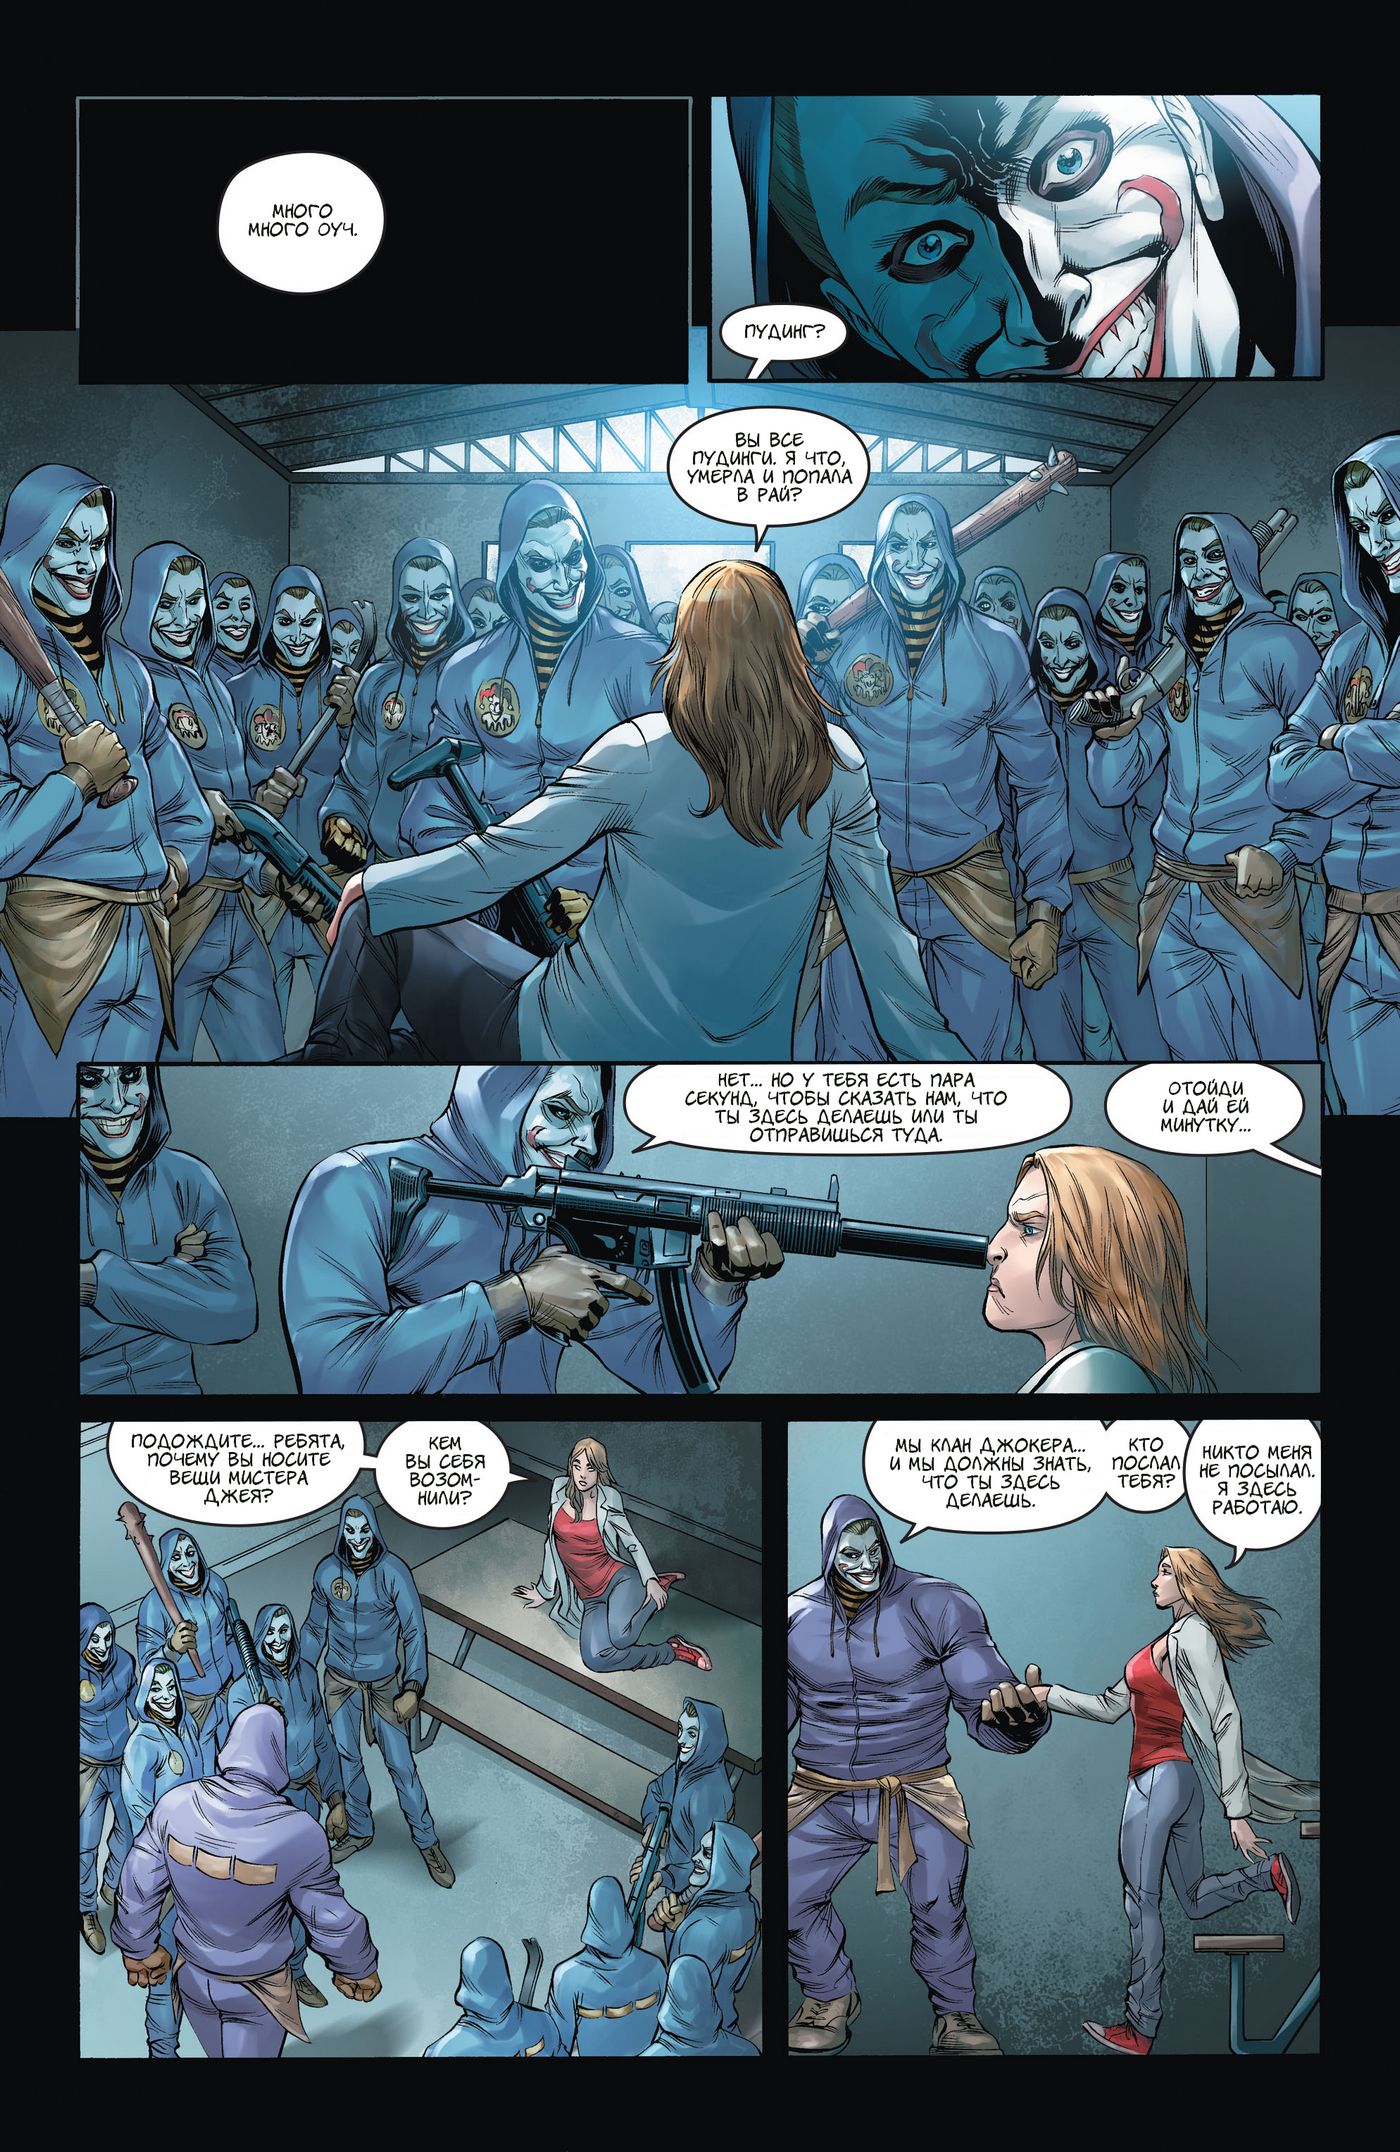 МНОГО
МНОГО ОУЧ.
ПУДИНГ?
ВЫ ВСЕ
ПУДИНГИ. Я ЧТО,
УМЕРЛА И ПОПАЛА
В РАЙ?
НЕТ... НО У ТЕБЯ ЕСТЬ ПАРА
СЕКУНД, ЧТОБЫ СКАЗАТЬ НАМ, ЧТО
ТЫ ЗДЕСЬ ДЕЛАЕШЬ ИЛИ ТЫ
ОТПРАВИШЬСЯ ТУДА.
ОТОЙДИ
И ДАЙ ЕЙ
МИНУТКУ...
ПОДОЖДИТЕ... РЕБЯТА,
ПОЧЕМУ ВЫ НОСИТЕ
ВЕЩИ МИСТЕРА
ДЖЕЯ?
КЕМ
ВЫ СЕБЯ
ВОЗОМ-
НИЛИ?
МЫ КЛАН ДЖОКЕРА...
И МЫ ДОЛЖНЫ ЗНАТЬ,
ЧТО ТЫ ЗДЕСЬ
ДЕЛАЕШЬ.
КТО
ПОСЛАЛ
ТЕБЯ?
НИКТО МЕНЯ
НЕ ПОСЫЛАЛ.
Я ЗДЕСЬ
РАБОТАЮ.